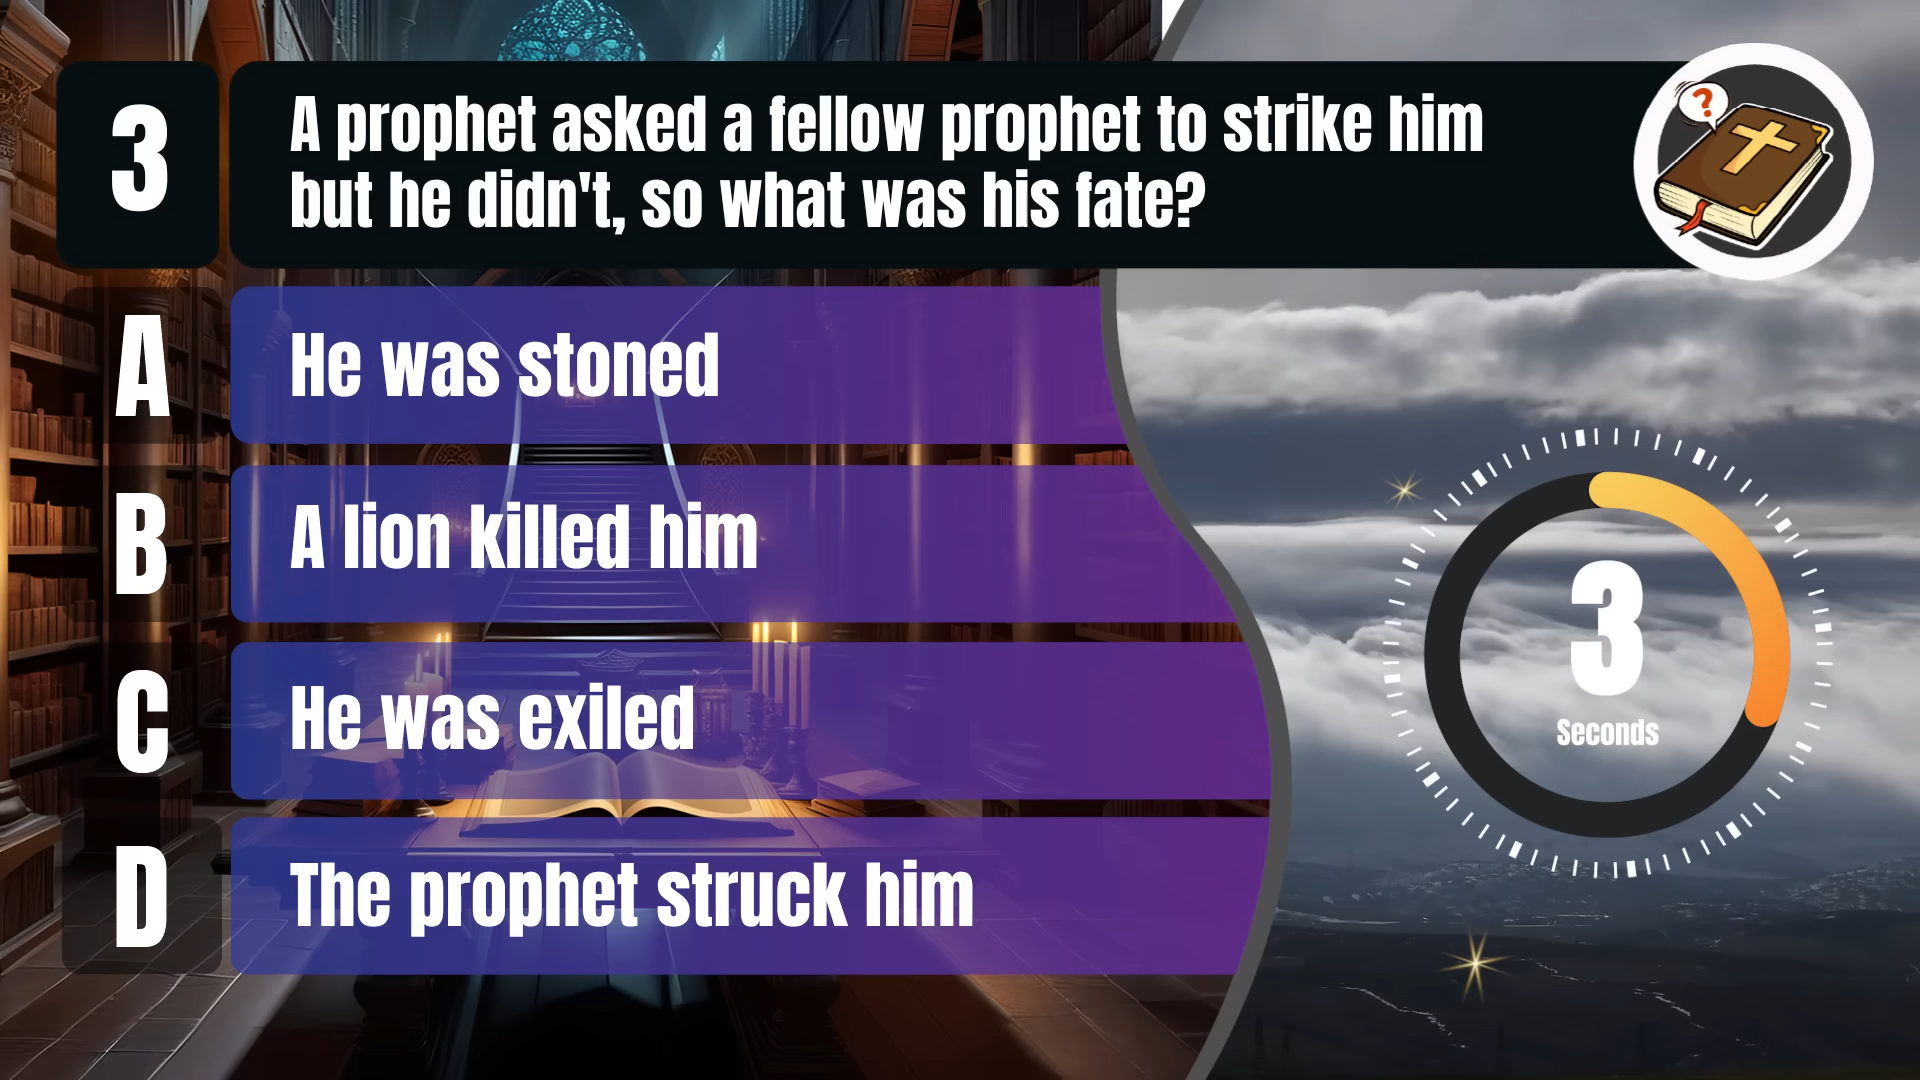 3
A prophet asked a fellow prophet to strike him
but he didn't, so what was his fate?
?
A
He was stoned
B
A lion killed him
C
He was exiled
D
The prophet struck him
3
Seconds